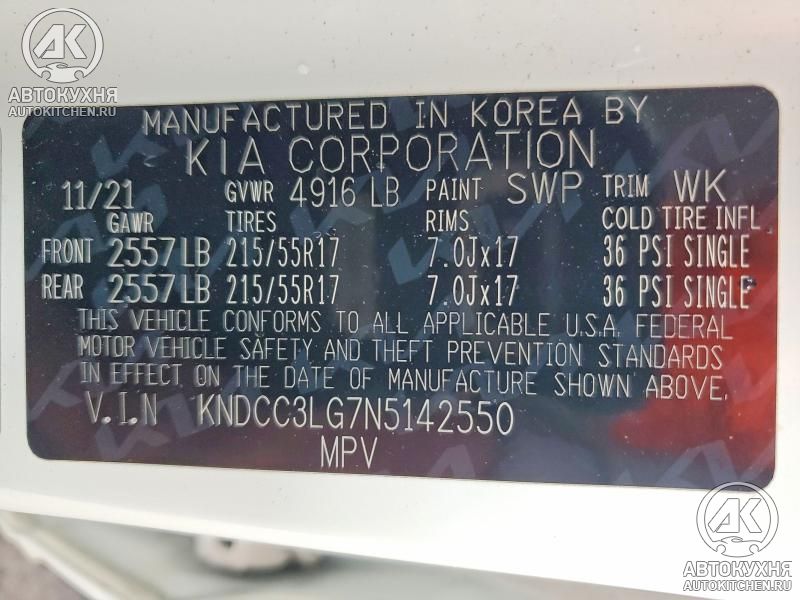 АВТОКУХНЯ
AUTOKITCHEN.RU
MANUFACTURED IN KOREA BY
KIA CORPORATION
11/21 GVWR 4916 LB PAINT SWP TRIM WK
GAWR TIRES RIMS COLD TIRE INFL
FRONT 2557 LB 215/55R17 7.0Jx17 36 PSI SINGLE
REAR 2557 LB 215/55R17 7.0Jx17 36 PSI SINGLE
THIS VEHICLE CONFORMS TO ALL APPLICABLE U.S.A. FEDERAL
MOTOR VEHICLE SAFETY AND THEFT PREVENTION STANDARDS
IN EFFECT ON THE DATE OF MANUFACTURE SHOWN ABOVE.
V.I.N KNDCC3LG7N5142550
MPV
АК
АВТОКУХНЯ
AUTOKITCHEN.RU